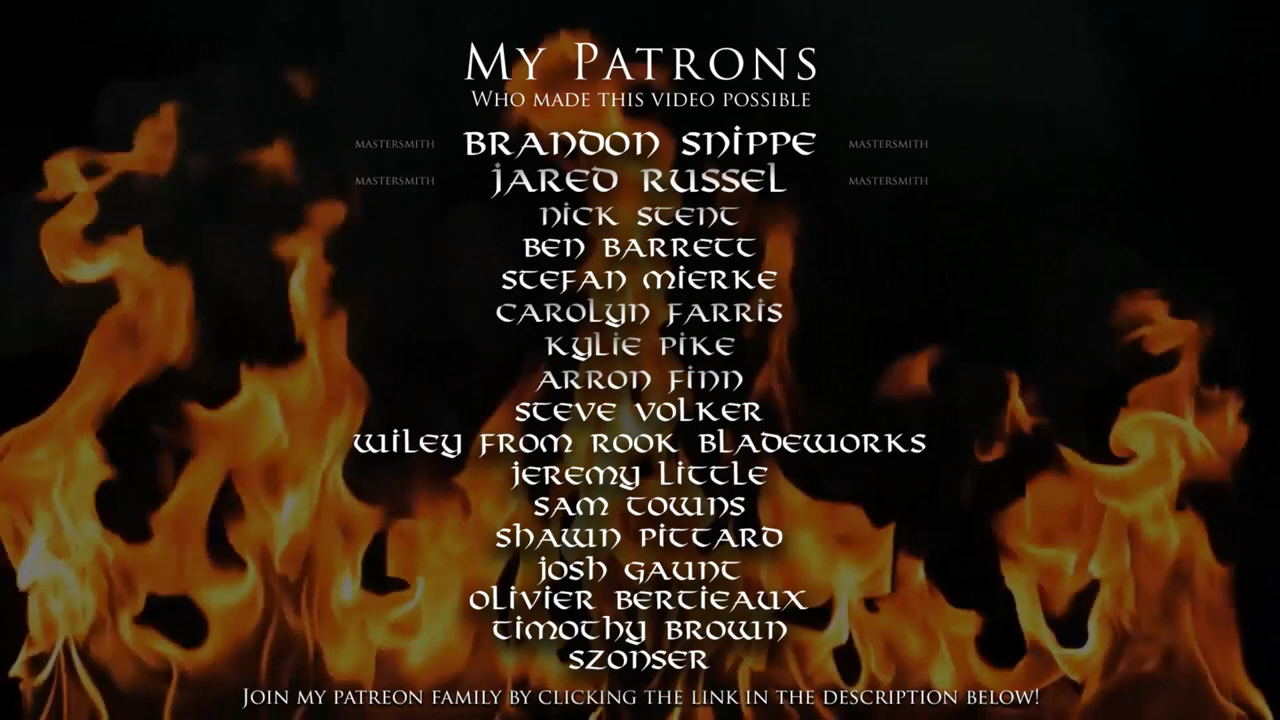 My Patrons
Who made this video possible
MASTERSMITH BRANDON SNIPPE MASTERSMITH
MASTERSMITH JARED RUSSEL MASTERSMITH
NICK STENT
BEN BARRETT
STEFAN MIERKE
CAROLYN FARRIS
KYLIE PIKE
ARRON FINN
STEVE VOLKER
WILEY FROM ROOK BLADEWORKS
JEREMY LITTLE
SAM TOWNS
SHAWN PITTARD
JOSH GAUNT
OLIVIER BERTIEAUX
TIMOTHY BROWN
SZONSER
Join my patreon family by clicking the link in the description below!